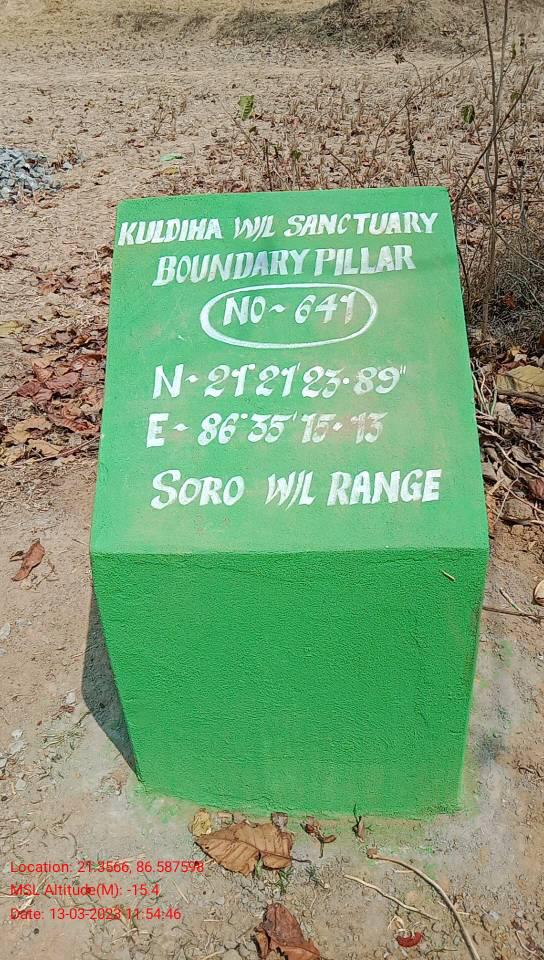 KULDIHA W/L SANCTUARY
BOUNDARY PILLAR
NO~641
N~21°21'23.89"
E~86°35'15.13
SORO W/L RANGE
Location: 21.3566, 86.587598
MSL Altitude(M): -15.4
Date: 13-03-2023 11:54:46